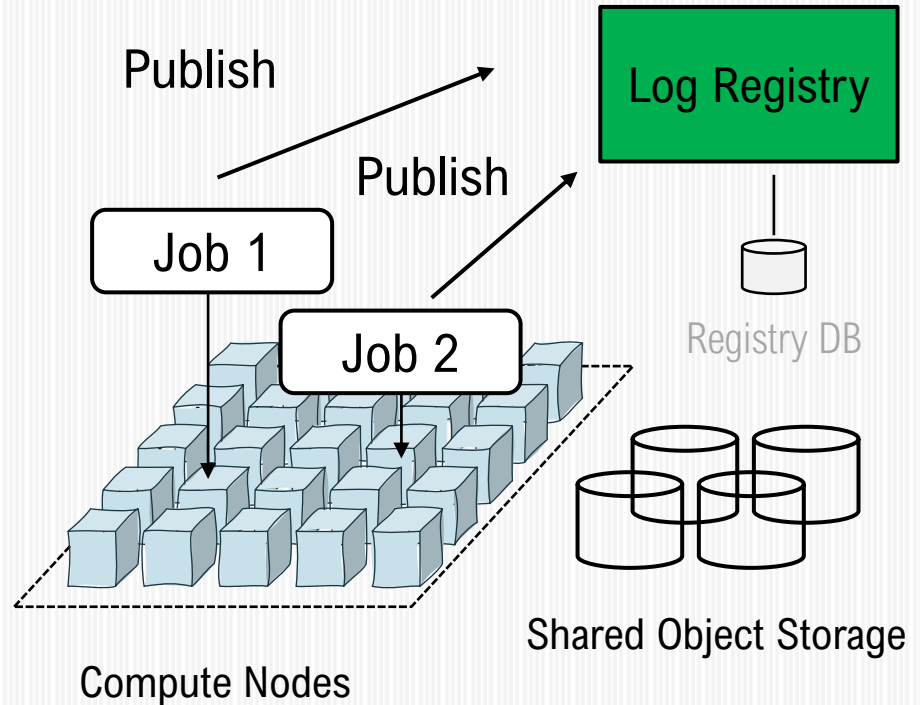 Publish
Log Registry
Publish
Job 1
Job 2
Registry DB
Shared Object Storage
Compute Nodes